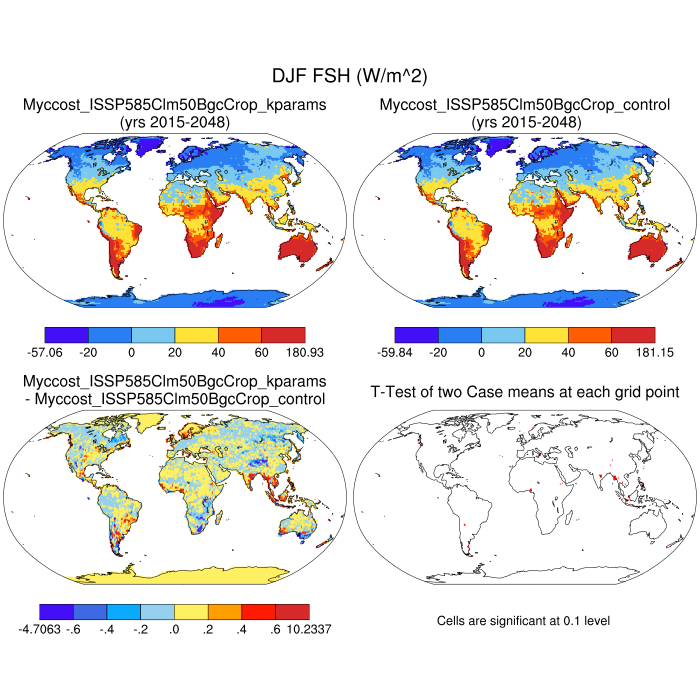 DJF FSH (W/m^2)
Myccost_ISSP585Clm50BgcCrop_kparams
(yrs 2015-2048)
Myccost_ISSP585Clm50BgcCrop_control
(yrs 2015-2048)
-57.06 -20 0 20 40 60 180.93
-59.84 -20 0 20 40 60 181.15
Myccost_ISSP585Clm50BgcCrop_kparams
- Myccost_ISSP585Clm50BgcCrop_control
T-Test of two Case means at each grid point
-4.7063 -.6 -.4 -.2 .0 .2 .4 .6 10.2337
Cells are significant at 0.1 level